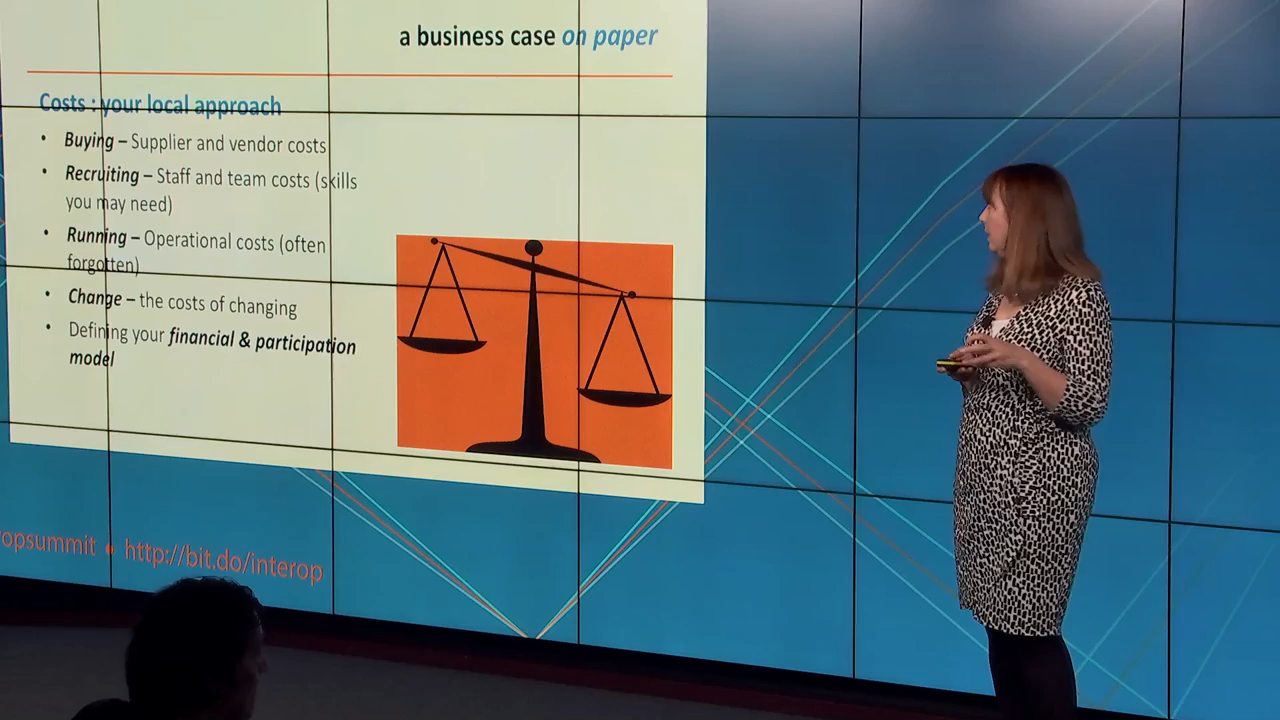 a business case on paper
Costs : your local approach
• Buying – Supplier and vendor costs
• Recruiting – Staff and team costs (skills
you may need)
• Running – Operational costs (often
forgotten)
• Change – the costs of changing
• Defining your financial & participation
model
opsummit • http://bit.do/interop